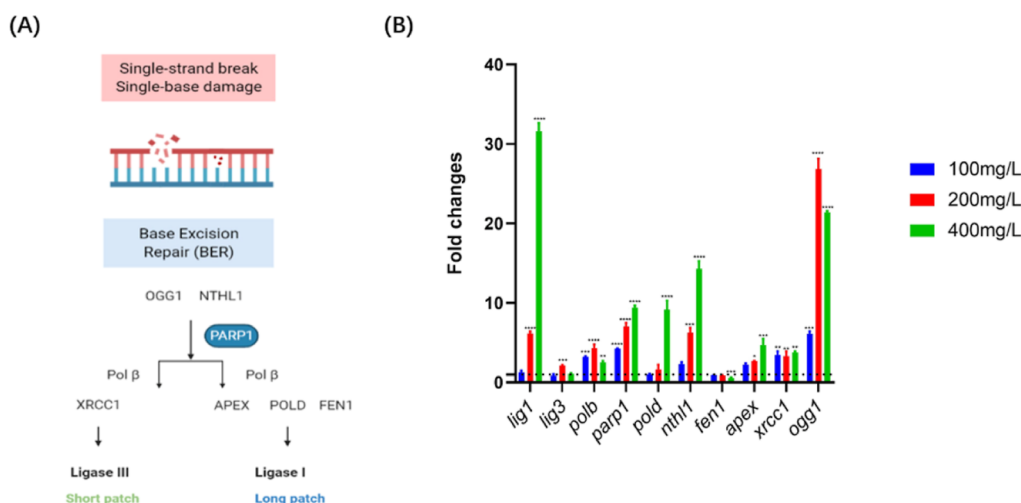 (A)
Single-strand break
Single-base damage
Base Excision
Repair (BER)
OGG1 NTHL1
PARP1
Pol β Pol β
XRCC1 APEX POLD FEN1
Ligase III Ligase I
Short patch Long patch
(B)
Fold changes
40
30
20
10
0
**** **** *** *** **** ** **** **** **** **** *** **** *** * *** ** ** ** *** **** ****
lig1 lig3 polb parp1 pold nthl1 fen1 apex xrcc1 ogg1
100mg/L
200mg/L
400mg/L